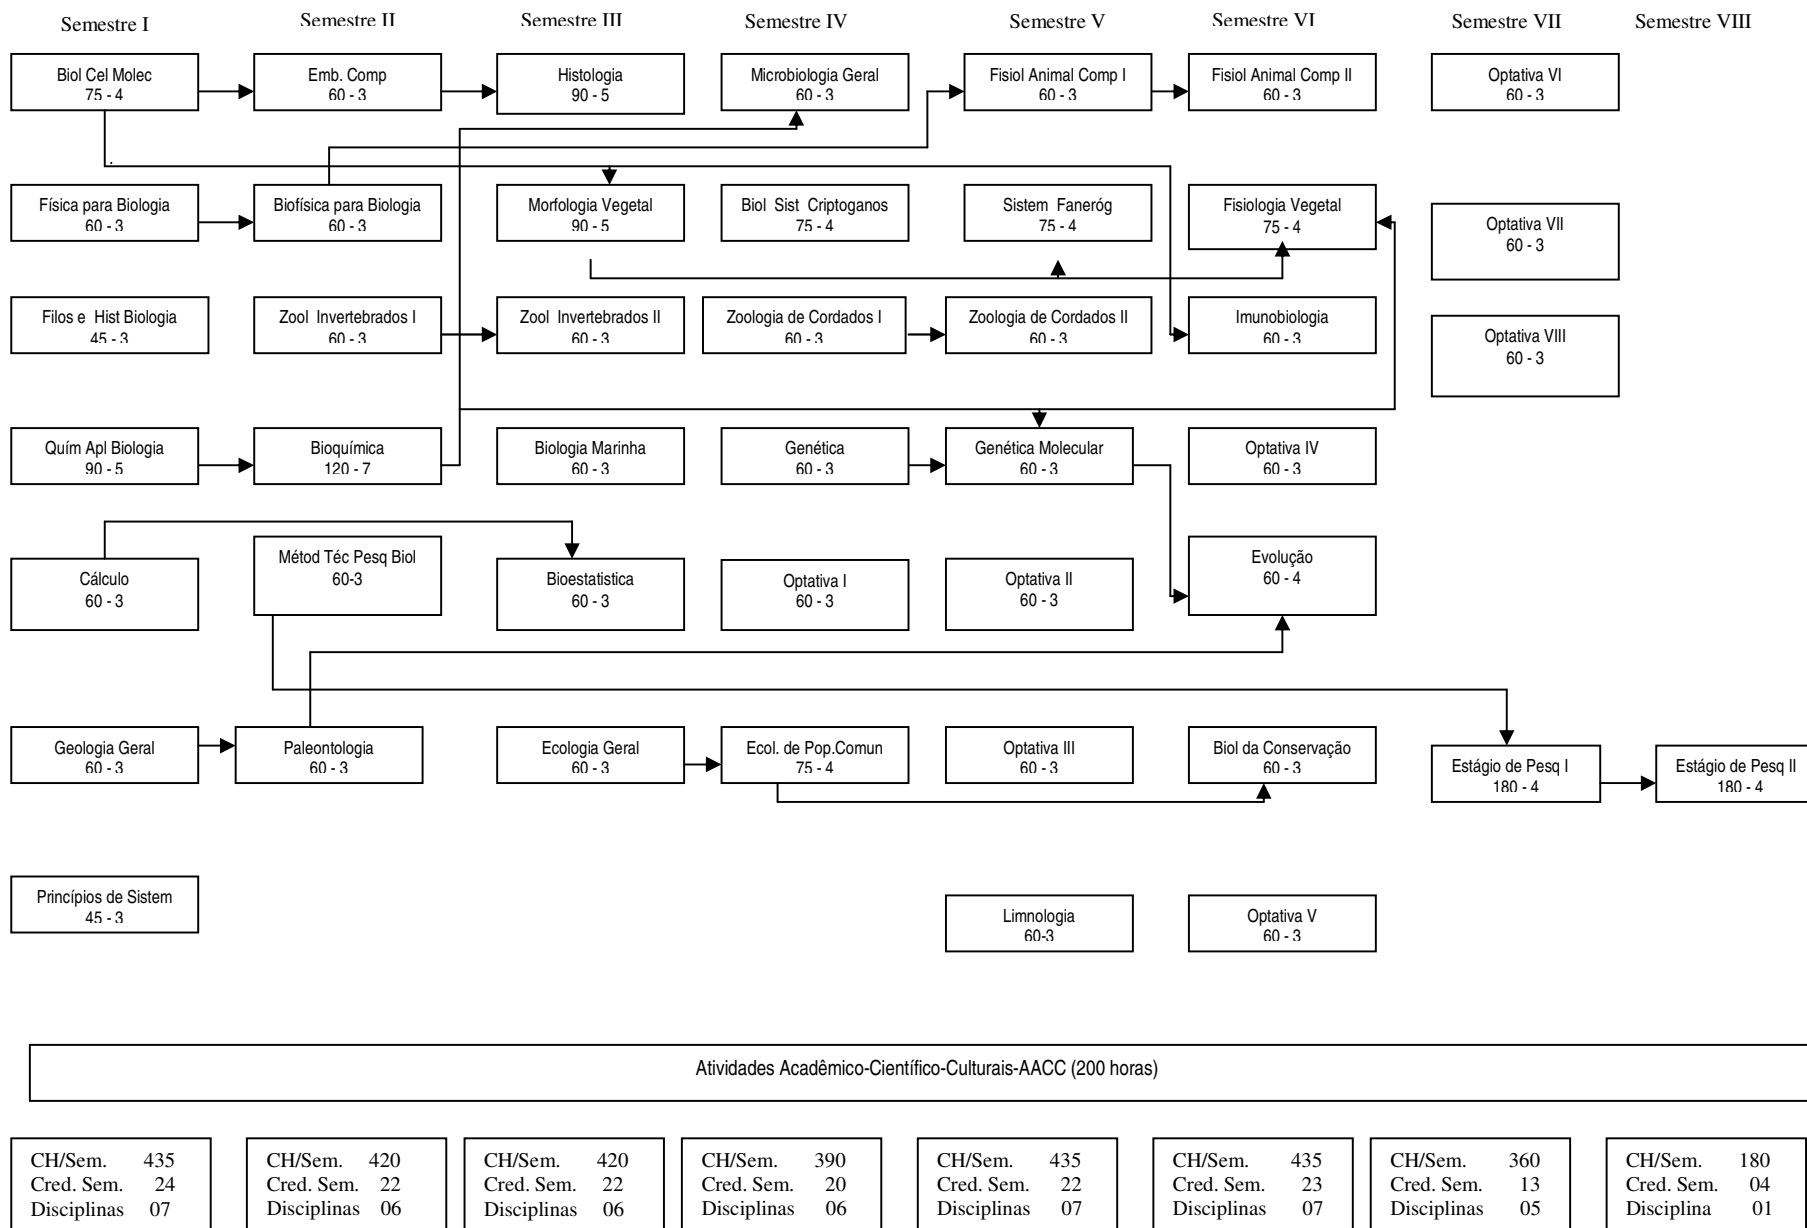 Semestre I
Semestre II
Semestre III
Semestre IV
Semestre V
Semestre VI
Semestre VII
Semestre VIII
Biol Cel Molec
75 - 4
Emb. Comp
60 - 3
Histologia
90 - 5
Microbiologia Geral
60 - 3
Fisiol Animal Comp I
60 - 3
Fisiol Animal Comp II
60 - 3
Optativa VI
60 - 3
Física para Biologia
60 - 3
Biofísica para Biologia
60 - 3
Morfologia Vegetal
90 - 5
Biol Sist Criptoganos
75 - 4
Sistem Faneróg
75 - 4
Fisiologia Vegetal
75 - 4
Optativa VII
60 - 3
Filos e Hist Biologia
45 - 3
Zool Invertebrados I
60 - 3
Zool Invertebrados II
60 - 3
Zoologia de Cordados I
60 - 3
Zoologia de Cordados II
60 - 3
Imunobiologia
60 - 3
Optativa VIII
60 - 3
Quím Apl Biologia
90 - 5
Bioquímica
120 - 7
Biologia Marinha
60 - 3
Genética
60 - 3
Genética Molecular
60 - 3
Optativa IV
60 - 3
Cálculo
60 - 3
Métod Téc Pesq Biol
60-3
Bioestatistica
60 - 3
Optativa I
60 - 3
Optativa II
60 - 3
Evolução
60 - 4
Geologia Geral
60 - 3
Paleontologia
60 - 3
Ecologia Geral
60 - 3
Ecol. de Pop.Comun
75 - 4
Optativa III
60 - 3
Biol da Conservação
60 - 3
Estágio de Pesq I
180 - 4
Estágio de Pesq II
180 - 4
Princípios de Sistem
45 - 3
Limnologia
60-3
Optativa V
60 - 3
Atividades Acadêmico-Científico-Culturais-AACC (200 horas)
CH/Sem. 435
Cred. Sem. 24
Disciplinas 07
CH/Sem. 420
Cred. Sem. 22
Disciplinas 06
CH/Sem. 420
Cred. Sem. 22
Disciplinas 06
CH/Sem. 390
Cred. Sem. 20
Disciplinas 06
CH/Sem. 435
Cred. Sem. 22
Disciplinas 07
CH/Sem. 435
Cred. Sem. 23
Disciplinas 07
CH/Sem. 360
Cred. Sem. 13
Disciplinas 05
CH/Sem. 180
Cred. Sem. 04
Disciplina 01